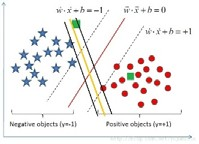 ŵ · x̄ + b = -1
w̄ · x̄ + b = 0
ŵ · x̄ + b = +1
Negative objects (y=-1)
Positive objects (y=+1)